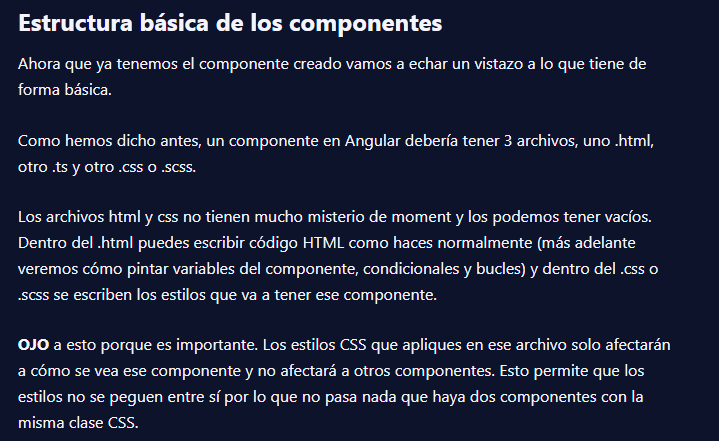 Estructura básica de los componentes
Ahora que ya tenemos el componente creado vamos a echar un vistazo a lo que tiene de
forma básica.
Como hemos dicho antes, un componente en Angular debería tener 3 archivos, uno .html,
otro .ts y otro .css o .scss.
Los archivos html y css no tienen mucho misterio de moment y los podemos tener vacíos.
Dentro del .html puedes escribir código HTML como haces normalmente (más adelante
veremos cómo pintar variables del componente, condicionales y bucles) y dentro del .css o
.scss se escriben los estilos que va a tener ese componente.
OJO a esto porque es importante. Los estilos CSS que apliques en ese archivo solo afectarán
a cómo se vea ese componente y no afectará a otros componentes. Esto permite que los
estilos no se peguen entre sí por lo que no pasa nada que haya dos componentes con la
misma clase CSS.